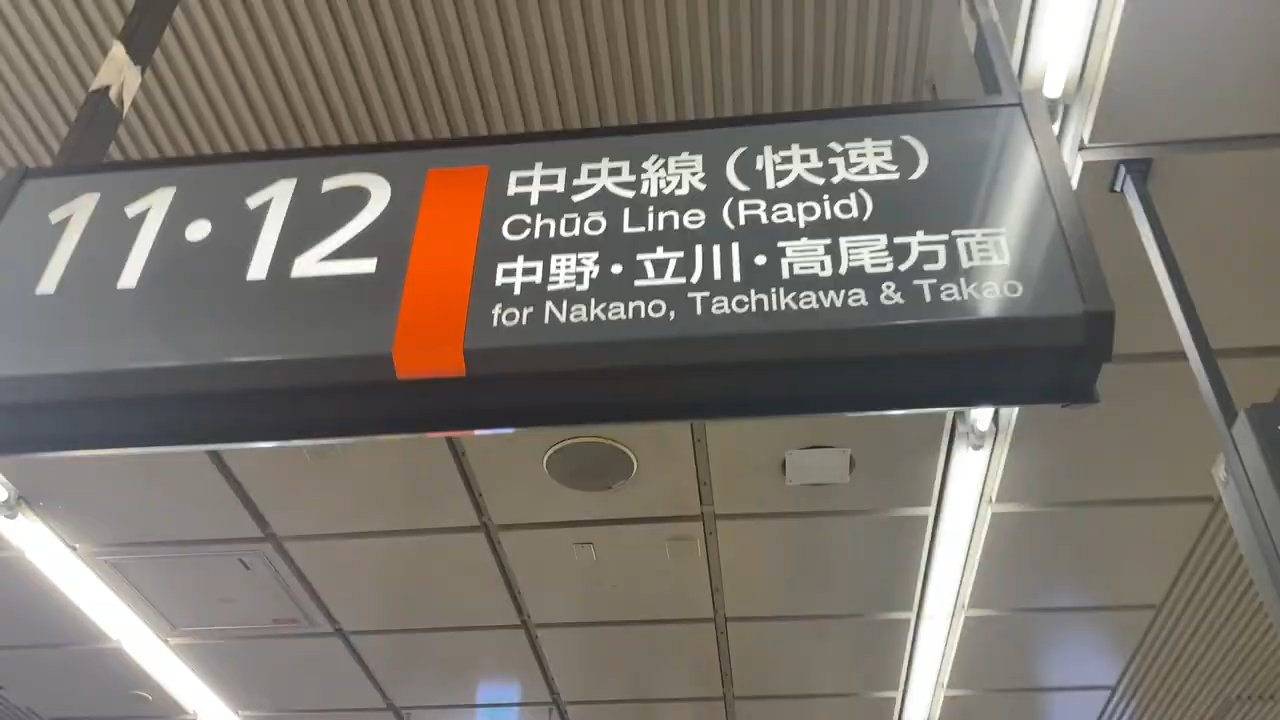 11・12
中央線（快速）
Chūō Line (Rapid)
中野・立川・高尾方面
for Nakano, Tachikawa & Takao